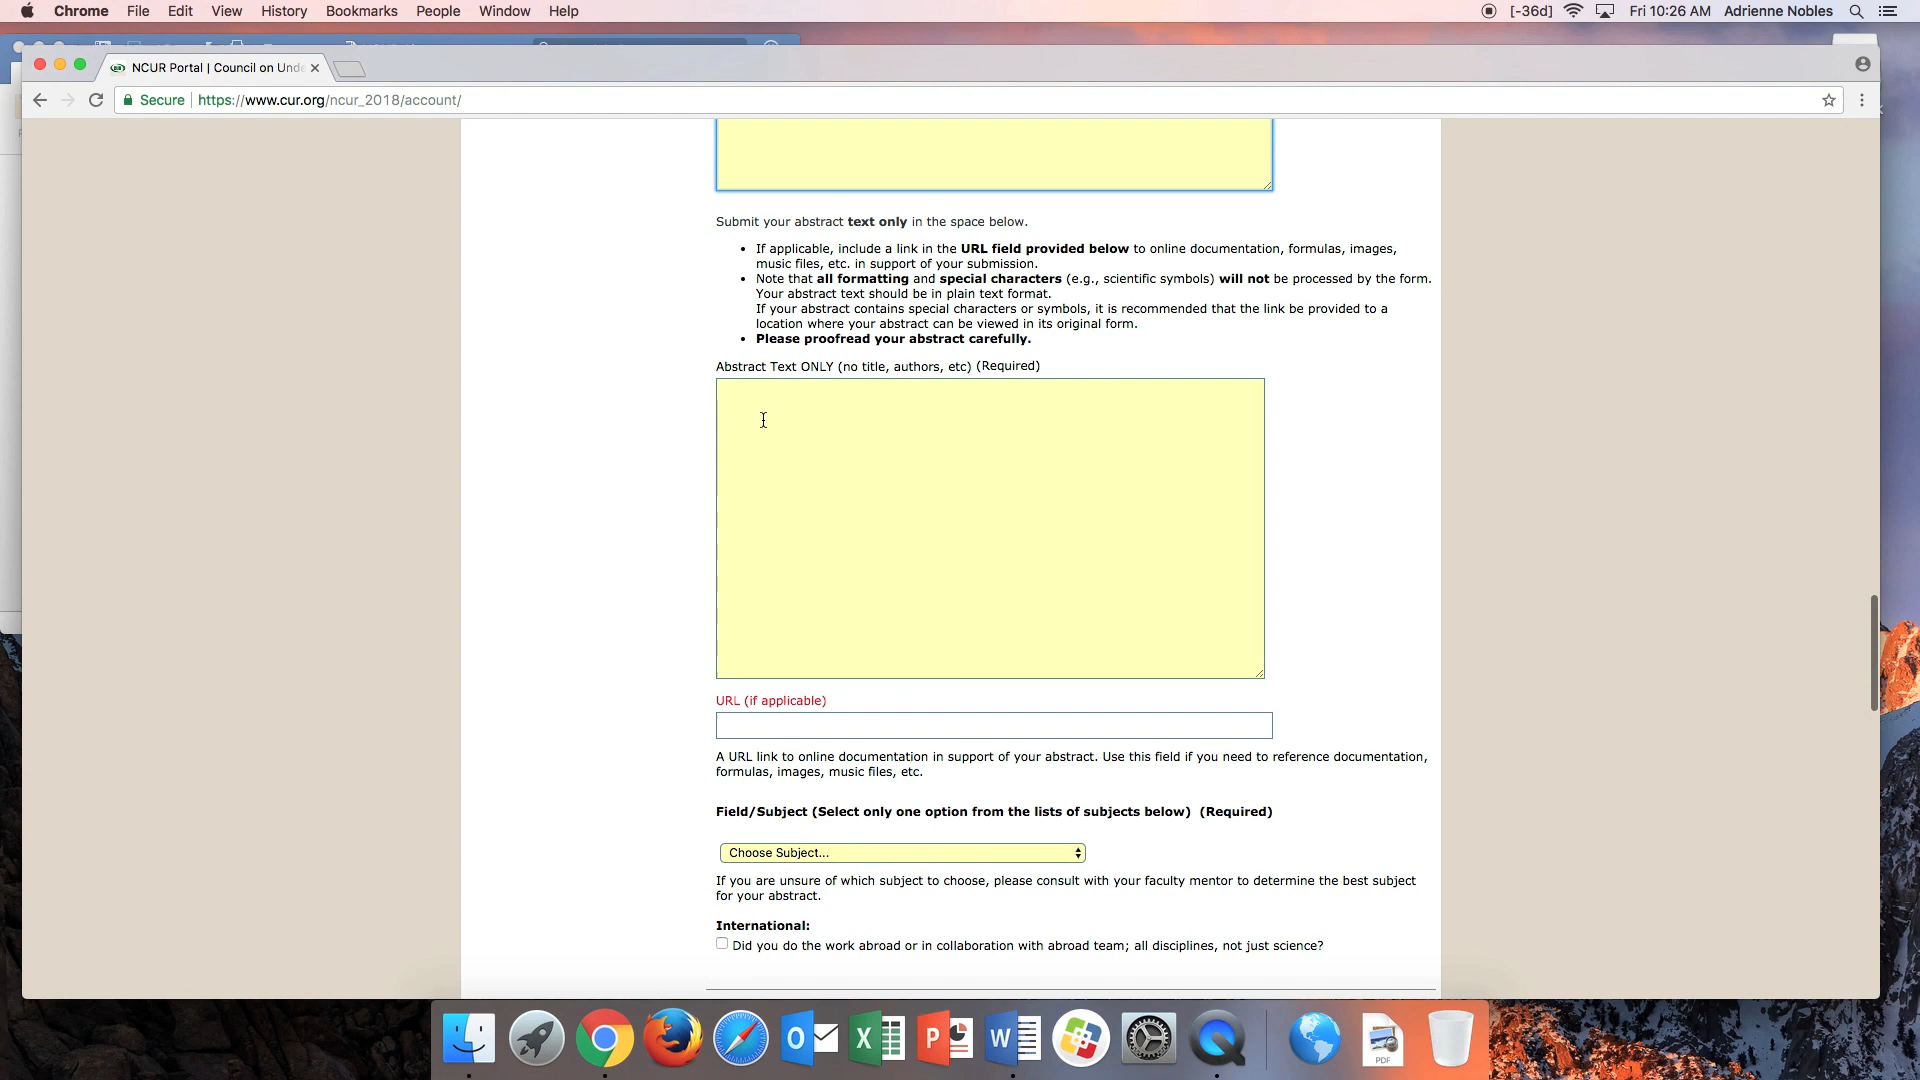 Chrome File Edit View History Bookmarks People Window Help [-36d] Fri 10:26 AM Adrienne Nobles
NCUR Portal | Council on Unde
Secure https://www.cur.org/ncur_2018/account/
Submit your abstract text only in the space below.
• If applicable, include a link in the URL field provided below to online documentation, formulas, images,
music files, etc. in support of your submission.
• Note that all formatting and special characters (e.g., scientific symbols) will not be processed by the form.
Your abstract text should be in plain text format.
If your abstract contains special characters or symbols, it is recommended that the link be provided to a
location where your abstract can be viewed in its original form.
• Please proofread your abstract carefully.
Abstract Text ONLY (no title, authors, etc) (Required)
URL (if applicable)
A URL link to online documentation in support of your abstract. Use this field if you need to reference documentation,
formulas, images, music files, etc.
Field/Subject (Select only one option from the lists of subjects below) (Required)
Choose Subject...
If you are unsure of which subject to choose, please consult with your faculty mentor to determine the best subject
for your abstract.
International:
Did you do the work abroad or in collaboration with abroad team; all disciplines, not just science?
PDF